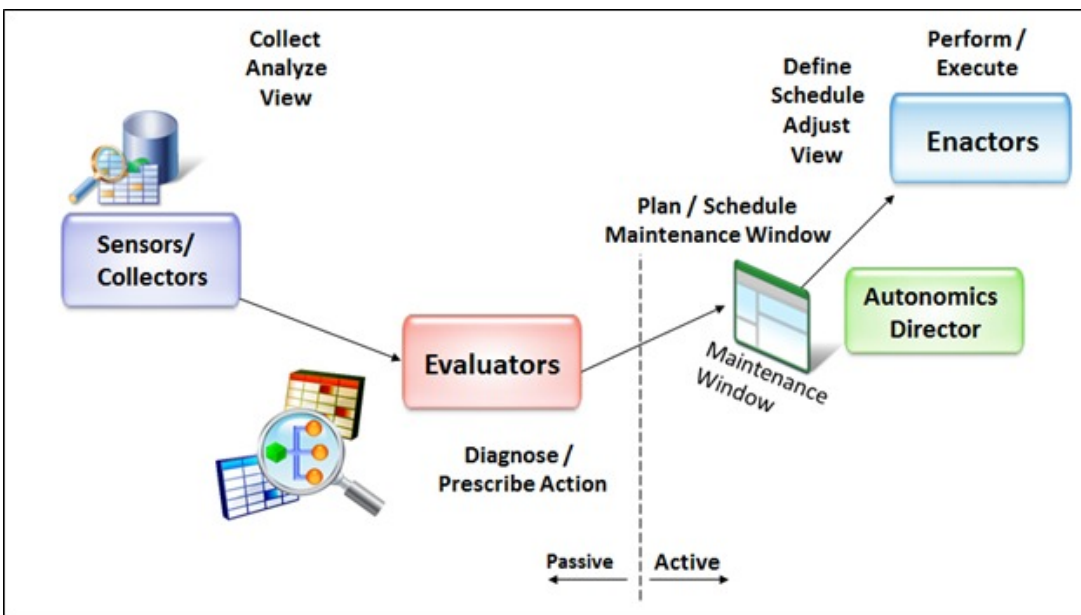 Collect
Analyze
View
Perform /
Execute
Define
Schedule
Adjust
View
Enactors
Sensors/
Collectors
Plan / Schedule
Maintenance Window
Autonomics
Director
Evaluators
Maintenance
Window
Diagnose /
Prescribe Action
Passive
Active